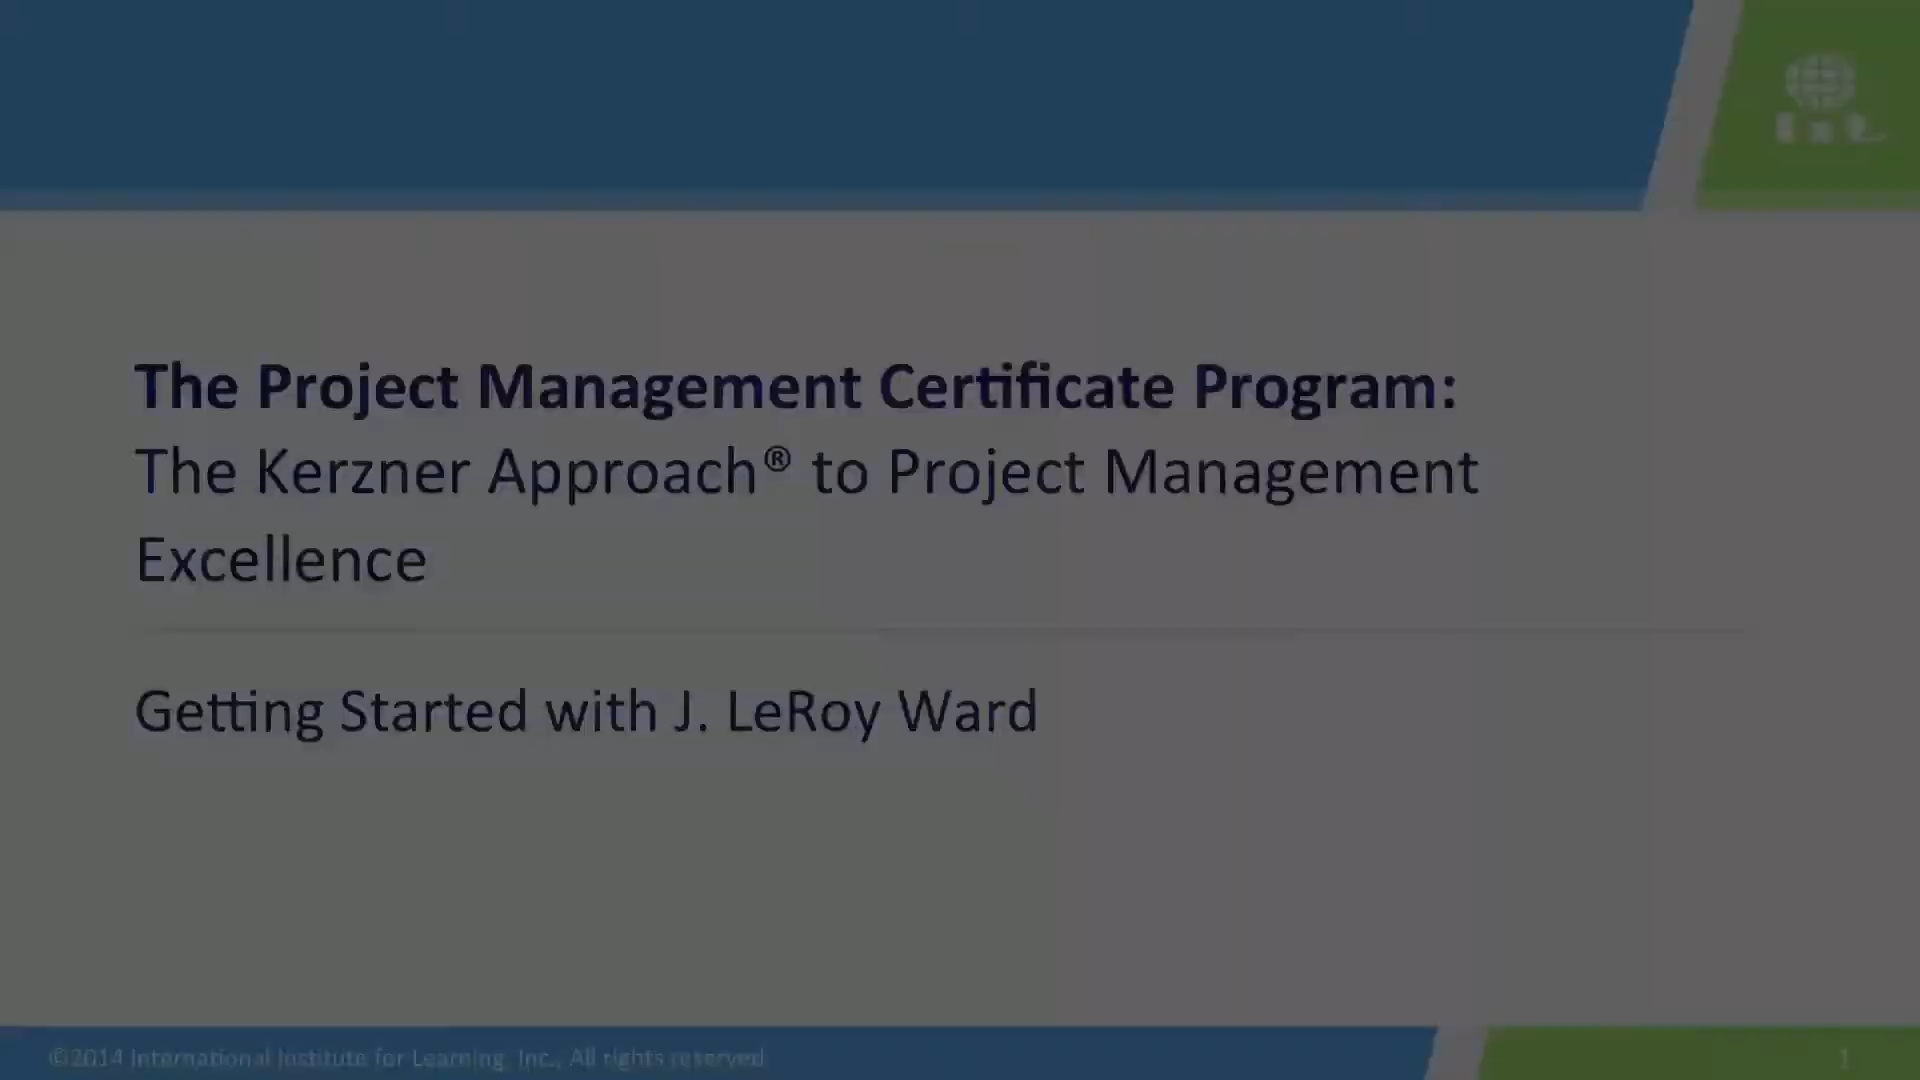 IIL
The Project Management Certificate Program:
The Kerzner Approach® to Project Management
Excellence
Getting Started with J. LeRoy Ward
©2014 International Institute for Learning, Inc., All rights reserved
1